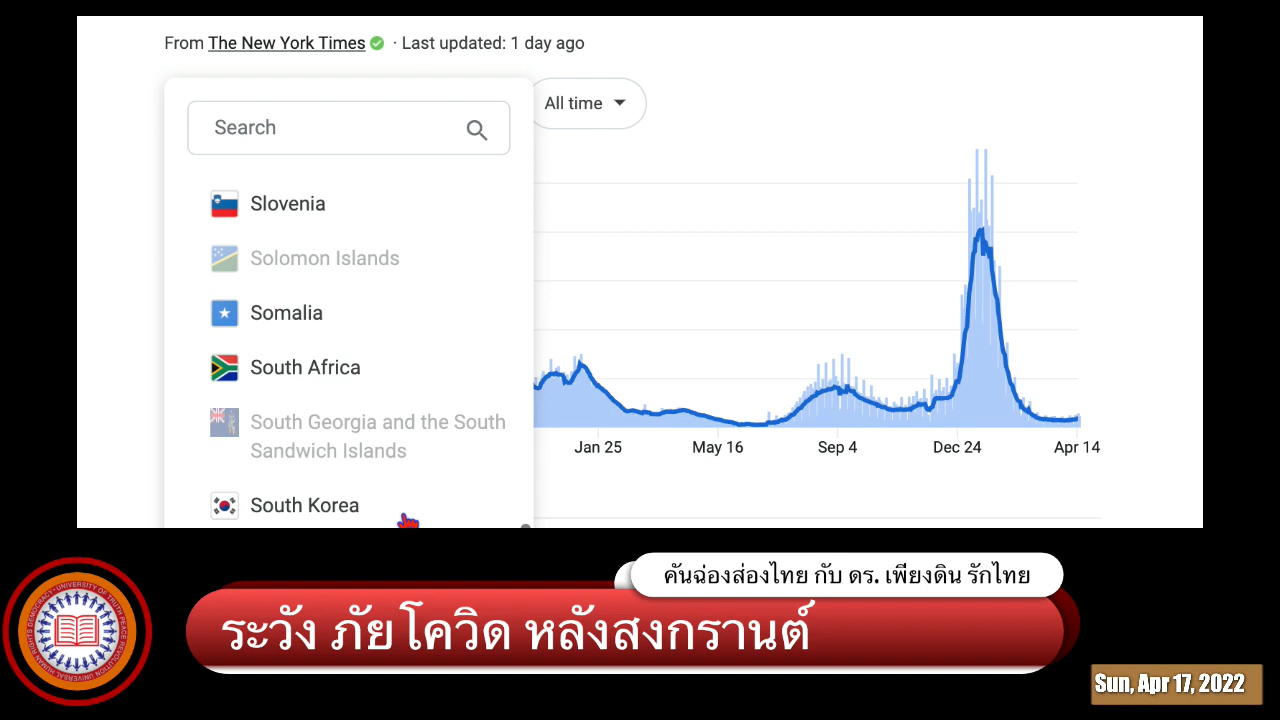 From The New York Times · Last updated: 1 day ago
Search
All time
Slovenia
Solomon Islands
Somalia
South Africa
South Georgia and the South
Sandwich Islands
South Korea
Jan 25 May 16 Sep 4 Dec 24 Apr 14
คันฉ่องส่องไทย กับ ดร. เพียงดิน รักไทย
ระวัง ภัยโควิด หลังสงกรานต์
Sun, Apr 17, 2022